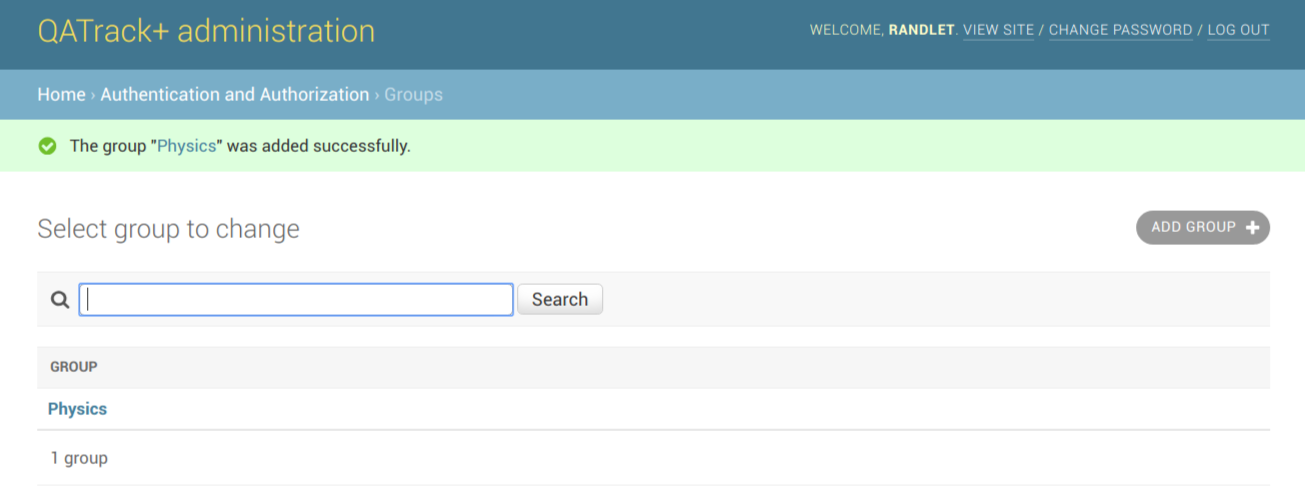 QATrack+ administration
WELCOME, RANDLET. VIEW SITE / CHANGE PASSWORD / LOG OUT
Home › Authentication and Authorization › Groups
The group "Physics" was added successfully.
Select group to change
ADD GROUP
Search
GROUP
Physics
1 group